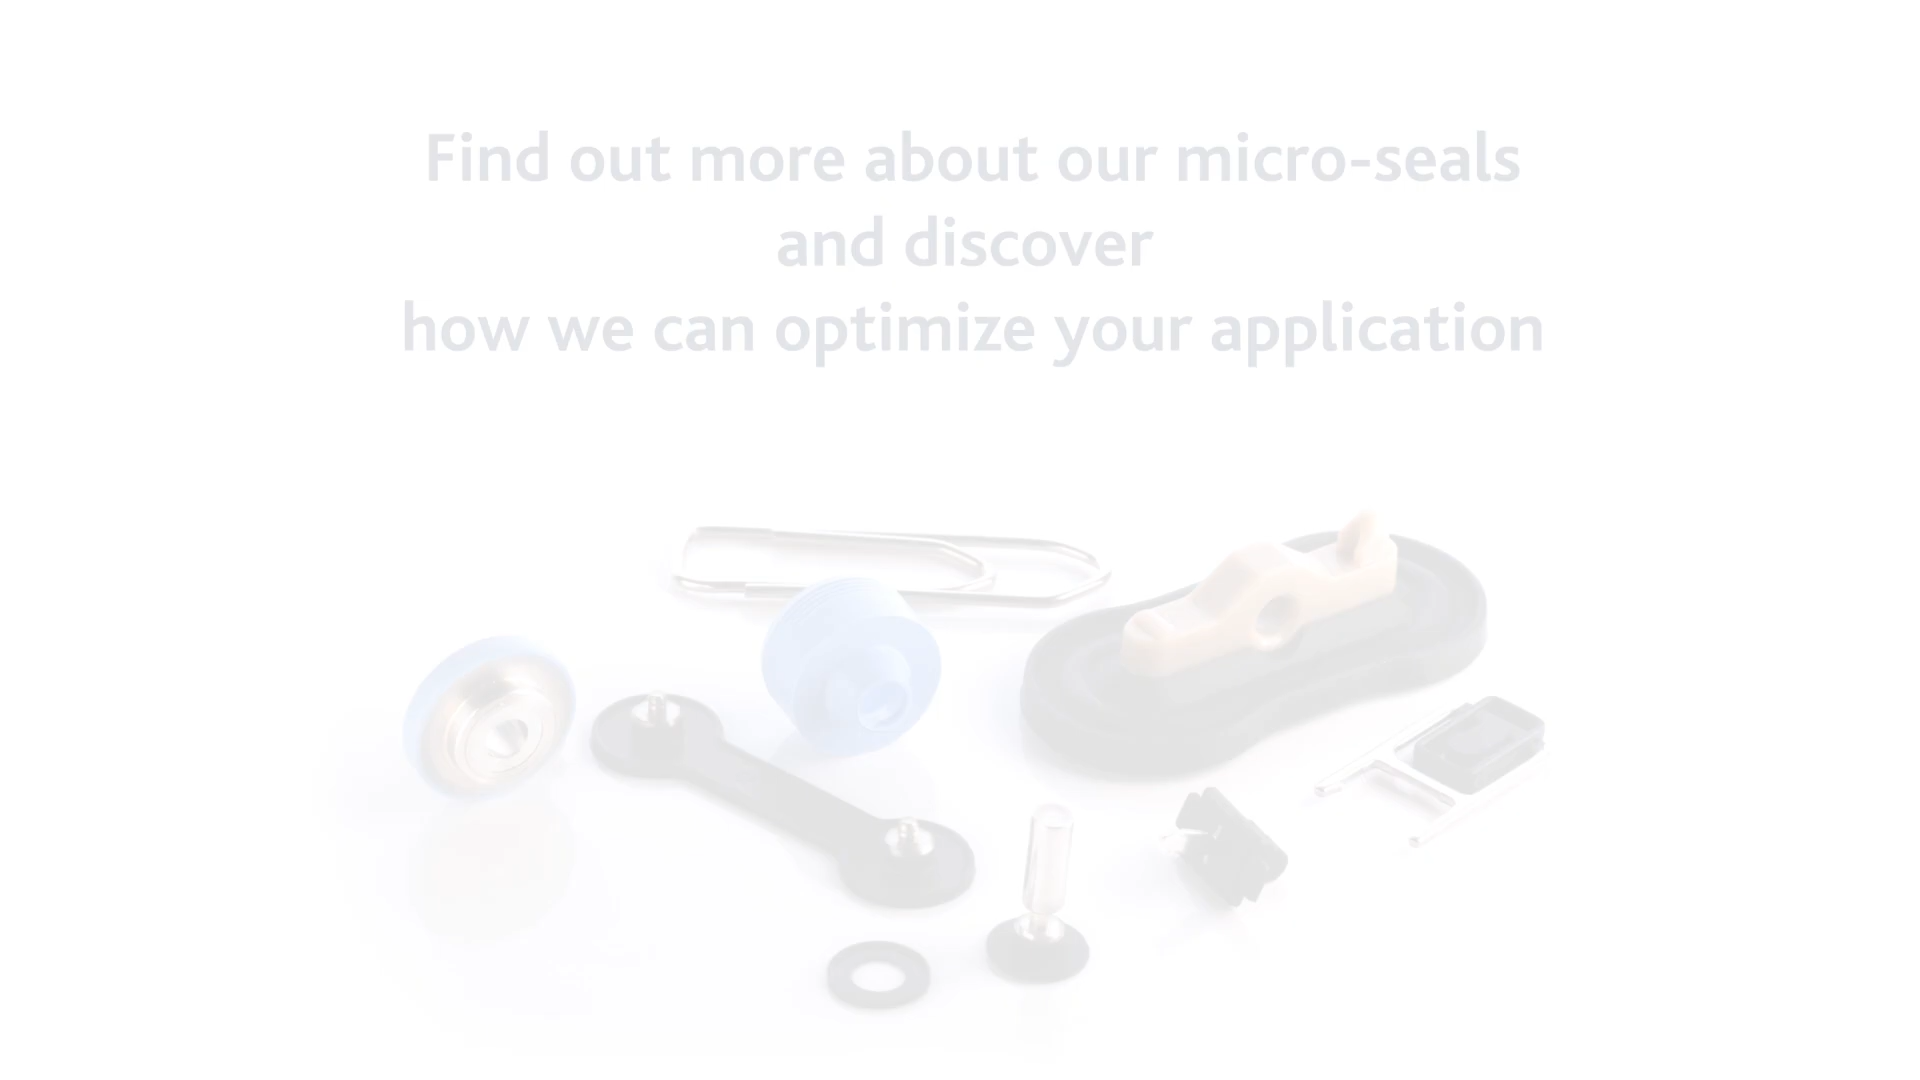 Find out more about our micro-seals
and discover
how we can optimize your application